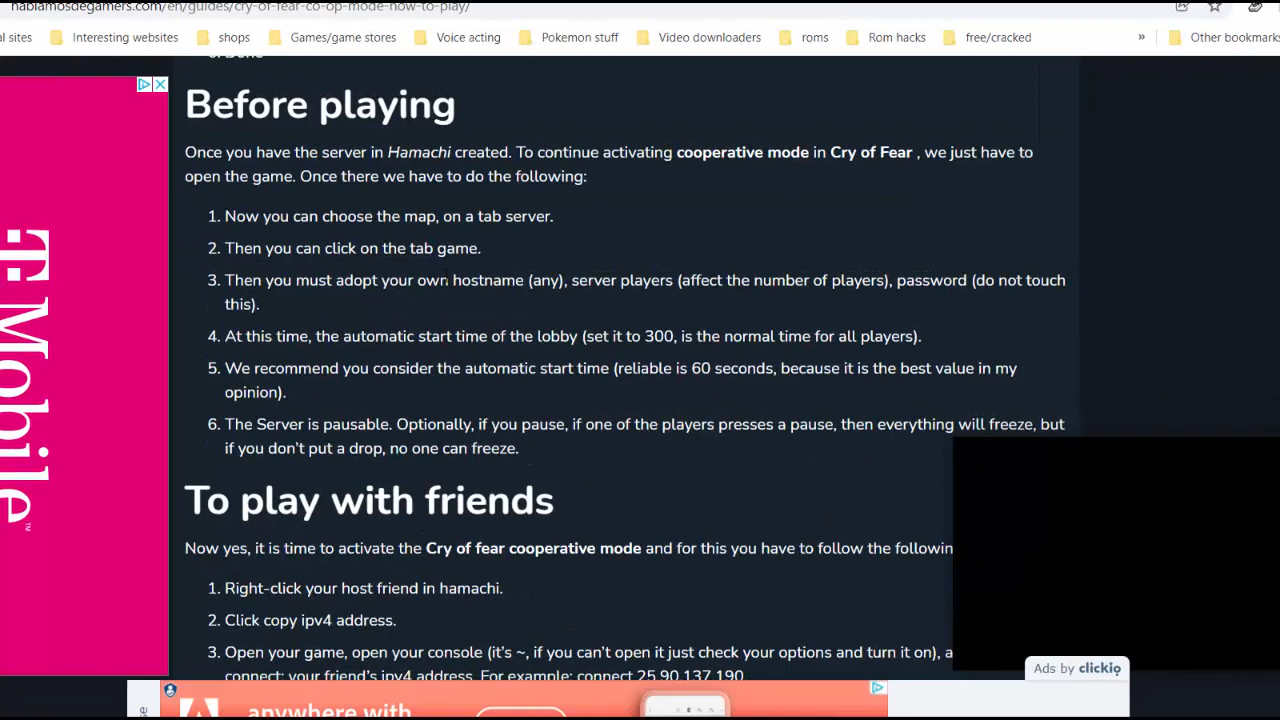 hablamosdegamers.com/en/guides/cry-of-fear-co-op-mode-how-to-play/
al sites Interesting websites shops Games/game stores Voice acting Pokemon stuff Video downloaders roms Rom hacks free/cracked » Other bookmarks
Before playing
Once you have the server in Hamachi created. To continue activating cooperative mode in Cry of Fear , we just have to
open the game. Once there we have to do the following:
1. Now you can choose the map, on a tab server.
2. Then you can click on the tab game.
3. Then you must adopt your own hostname (any), server players (affect the number of players), password (do not touch
this).
4. At this time, the automatic start time of the lobby (set it to 300, is the normal time for all players).
5. We recommend you consider the automatic start time (reliable is 60 seconds, because it is the best value in my
opinion).
6. The Server is pausable. Optionally, if you pause, if one of the players presses a pause, then everything will freeze, but
if you don't put a drop, no one can freeze.
To play with friends
Now yes, it is time to activate the Cry of fear cooperative mode and for this you have to follow the followin
1. Right-click your host friend in hamachi.
2. Click copy ipv4 address.
3. Open your game, open your console (it's ~, if you can't open it just check your options and turn it on), a
connect: your friend's ipv4 address. For example: connect 25.90.137.190
T Mobile
TM
Ads by clickio
anywhere with